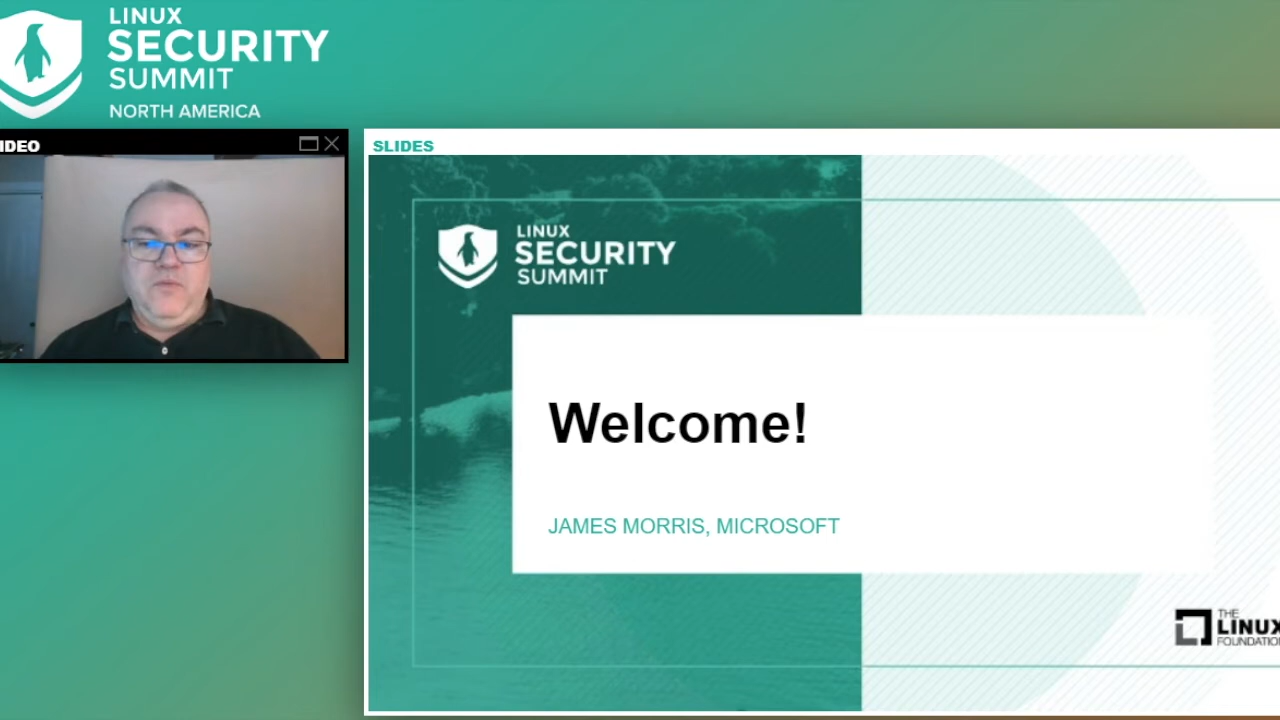 LINUX
SECURITY
SUMMIT
NORTH AMERICA
IDEO
SLIDES
LINUX
SECURITY
SUMMIT
Welcome!
JAMES MORRIS, MICROSOFT
THE
LINUX
FOUNDATION